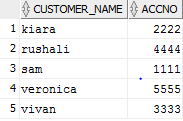 CUSTOMER_NAME ACCNO
1 kiara 2222
2 rushali 4444
3 sam 1111
4 veronica 5555
5 vivan 3333